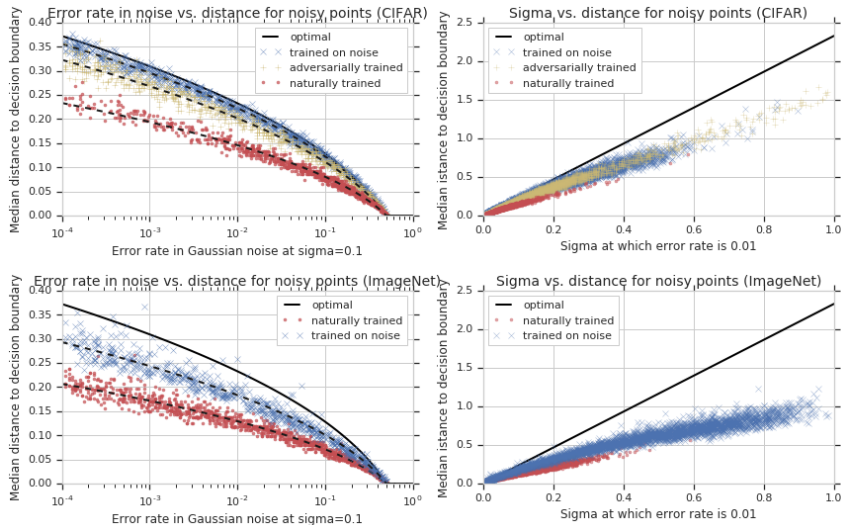 Error rate in noise vs. distance for noisy points (CIFAR)
Median distance to decision boundary
0.40
0.35
0.30
0.25
0.20
0.15
0.10
0.05
0.00
optimal
trained on noise
adversarially trained
naturally trained
10⁻⁴
10⁻³
10⁻²
10⁻¹
10⁰
Error rate in Gaussian noise at sigma=0.1
Sigma vs. distance for noisy points (CIFAR)
Median istance to decision boundary
2.5
2.0
1.5
1.0
0.5
0.0
optimal
trained on noise
adversarially trained
naturally trained
0.0
0.2
0.4
0.6
0.8
1.0
Sigma at which error rate is 0.01
Error rate in noise vs. distance for noisy points (ImageNet)
Median distance to decision boundary
0.40
0.35
0.30
0.25
0.20
0.15
0.10
0.05
0.00
optimal
naturally trained
trained on noise
10⁻⁴
10⁻³
10⁻²
10⁻¹
10⁰
Error rate in Gaussian noise at sigma=0.1
Sigma vs. distance for noisy points (ImageNet)
Median istance to decision boundary
2.5
2.0
1.5
1.0
0.5
0.0
optimal
naturally trained
trained on noise
0.0
0.2
0.4
0.6
0.8
1.0
Sigma at which error rate is 0.01